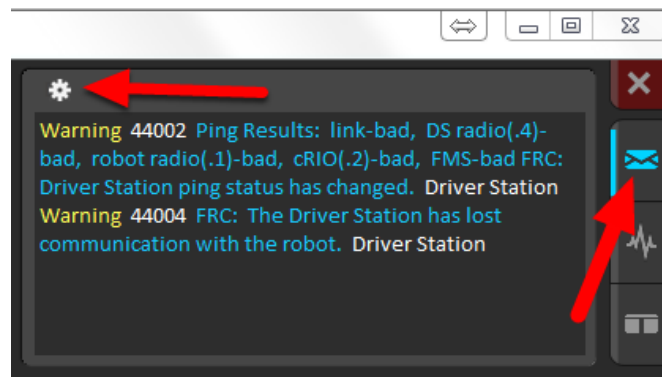 Warning 44002 Ping Results: link-bad, DS radio(.4)-
bad, robot radio(.1)-bad, cRIO(.2)-bad, FMS-bad FRC:
Driver Station ping status has changed. Driver Station
Warning 44004 FRC: The Driver Station has lost
communication with the robot. Driver Station